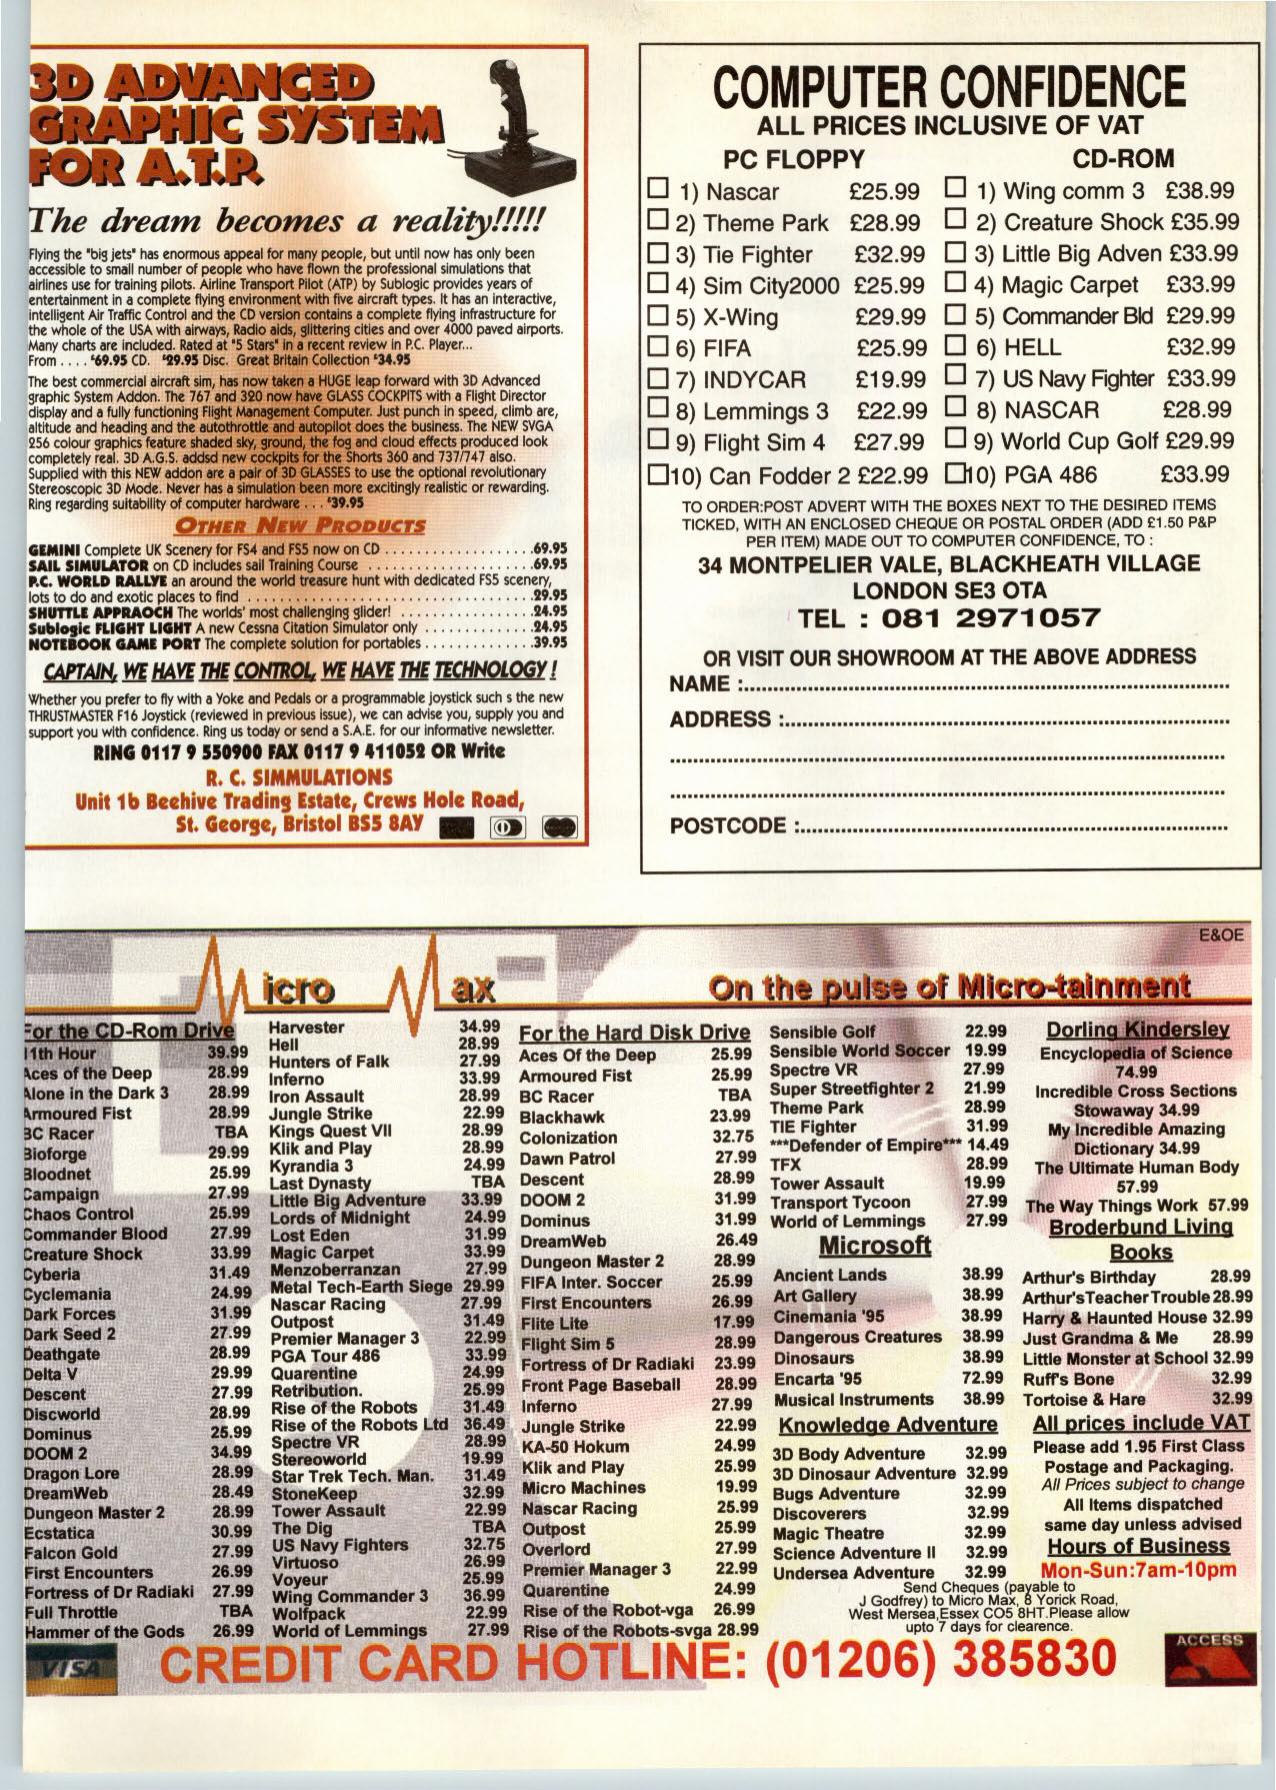 3D ADVANCED
GRAPHIC SYSTEM
FOR A.T.P.
The dream becomes a reality!!!!!
Flying the "big jets" has enormous appeal for many people, but until now has only been
accessible to small number of people who have flown the professional simulations that
airlines use for training pilots. Airline Transport Pilot (ATP) by Sublogic provides years of
entertainment in a complete flying environment with five aircraft types. It has an interactive,
intelligent Air Traffic Control and the CD version contains a complete flying infrastructure for
the whole of the USA with airways, Radio aids, glittering cities and over 4000 paved airports.
Many charts are included. Rated at "5 Stars" in a recent review in P.C. Player...
From . . . . £69.95 CD. £29.95 Disc. Great Britain Collection £34.95
The best commercial aircraft sim, has now taken a HUGE leap forward with 3D Advanced
graphic System Addon. The 767 and 320 now have GLASS COCKPITS with a Flight Director
display and a fully functioning Flight Management Computer. Just punch in speed, climb are,
altitude and heading and the autothrottle and autopilot does the business. The NEW SVGA
256 colour graphics feature shaded sky, ground, the fog and cloud effects produced look
completely real. 3D A.G.S. addsd new cockpits for the Shorts 360 and 737/747 also.
Supplied with this NEW addon are a pair of 3D GLASSES to use the optional revolutionary
Stereoscopic 3D Mode. Never has a simulation been more excitingly realistic or rewarding.
Ring regarding suitability of computer hardware . . . £39.95
OTHER NEW PRODUCTS
GEMINI Complete UK Scenery for FS4 and FS5 now on CD . . . . . . . . . . . . . . . . . .69.95
SAIL SIMULATOR on CD includes sail Training Course . . . . . . . . . . . . . . . . . . . . .69.95
P.C. WORLD RALLYE an around the world treasure hunt with dedicated FS5 scenery,
lots to do and exotic places to find . . . . . . . . . . . . . . . . . . . . . . . . . . . . . . . . . . .29.95
SHUTTLE APPRAOCH The worlds' most challenging glider! . . . . . . . . . . . . . . . .24.95
Sublogic FLIGHT LIGHT A new Cessna Citation Simulator only . . . . . . . . . . . . .24.95
NOTEBOOK GAME PORT The complete solution for portables . . . . . . . . . . . . .39.95
CAPTAIN, WE HAVE THE CONTROL, WE HAVE THE TECHNOLOGY !
Whether you prefer to fly with a Yoke and Pedals or a programmable joystick such s the new
THRUSTMASTER F16 Joystick (reviewed in previous issue), we can advise you, supply you and
support you with confidence. Ring us today or send a S.A.E. for our informative newsletter.
RING 0117 9 550900 FAX 0117 9 411052 OR Write
R. C. SIMMULATIONS
Unit 1b Beehive Trading Estate, Crews Hole Road,
St. George, Bristol BS5 8AY
COMPUTER CONFIDENCE
ALL PRICES INCLUSIVE OF VAT
PC FLOPPY
1) Nascar £25.99
2) Theme Park £28.99
3) Tie Fighter £32.99
4) Sim City2000 £25.99
5) X-Wing £29.99
6) FIFA £25.99
7) INDYCAR £19.99
8) Lemmings 3 £22.99
9) Flight Sim 4 £27.99
10) Can Fodder 2 £22.99
CD-ROM
1) Wing comm 3 £38.99
2) Creature Shock £35.99
3) Little Big Adven £33.99
4) Magic Carpet £33.99
5) Commander Bld £29.99
6) HELL £32.99
7) US Navy Fighter £33.99
8) NASCAR £28.99
9) World Cup Golf £29.99
10) PGA 486 £33.99
TO ORDER:POST ADVERT WITH THE BOXES NEXT TO THE DESIRED ITEMS
TICKED, WITH AN ENCLOSED CHEQUE OR POSTAL ORDER (ADD £1.50 P&P
PER ITEM) MADE OUT TO COMPUTER CONFIDENCE, TO :
34 MONTPELIER VALE, BLACKHEATH VILLAGE
LONDON SE3 OTA
TEL : 081 2971057
OR VISIT OUR SHOWROOM AT THE ABOVE ADDRESS
NAME :
ADDRESS :
POSTCODE :
E&OE
Micro Max
On the pulse of Micro-tainment
For the CD-Rom Drive
11th Hour 39.99
Aces of the Deep 28.99
Alone in the Dark 3 28.99
Armoured Fist 28.99
BC Racer TBA
Bioforge 29.99
Bloodnet 25.99
Campaign 27.99
Chaos Control 25.99
Commander Blood 27.99
Creature Shock 33.99
Cyberia 31.49
Cyclemania 24.99
Dark Forces 31.99
Dark Seed 2 27.99
Deathgate 28.99
Delta V 29.99
Descent 27.99
Discworld 28.99
Dominus 25.99
DOOM 2 34.99
Dragon Lore 28.99
DreamWeb 28.49
Dungeon Master 2 28.99
Ecstatica 30.99
Falcon Gold 27.99
First Encounters 26.99
Fortress of Dr Radiaki 27.99
Full Throttle TBA
Hammer of the Gods 26.99
Harvester 34.99
Hell 28.99
Hunters of Falk 27.99
Inferno 33.99
Iron Assault 28.99
Jungle Strike 22.99
Kings Quest VII 28.99
Klik and Play 28.99
Kyrandia 3 24.99
Last Dynasty TBA
Little Big Adventure 33.99
Lords of Midnight 24.99
Lost Eden 31.99
Magic Carpet 33.99
Menzoberranzan 27.99
Metal Tech-Earth Siege 29.99
Nascar Racing 27.99
Outpost 31.49
Premier Manager 3 22.99
PGA Tour 486 33.99
Quarentine 24.99
Retribution. 25.99
Rise of the Robots 31.49
Rise of the Robots Ltd 36.49
Spectre VR 28.99
Stereoworld 19.99
Star Trek Tech. Man. 31.49
StoneKeep 32.99
Tower Assault 22.99
The Dig TBA
US Navy Fighters 32.75
Virtuoso 26.99
Voyeur 25.99
Wing Commander 3 36.99
Wolfpack 22.99
World of Lemmings 27.99
For the Hard Disk Drive
Aces Of the Deep 25.99
Armoured Fist 25.99
BC Racer TBA
Blackhawk 23.99
Colonization 32.75
Dawn Patrol 27.99
Descent 28.99
DOOM 2 31.99
Dominus 31.99
DreamWeb 26.49
Dungeon Master 2 28.99
FIFA Inter. Soccer 25.99
First Encounters 26.99
Flite Lite 17.99
Flight Sim 5 28.99
Fortress of Dr Radiaki 23.99
Front Page Baseball 28.99
Inferno 27.99
Jungle Strike 22.99
KA-50 Hokum 24.99
Klik and Play 25.99
Micro Machines 19.99
Nascar Racing 25.99
Outpost 25.99
Overlord 27.99
Premier Manager 3 22.99
Quarentine 24.99
Rise of the Robot-vga 26.99
Rise of the Robots-svga 28.99
Sensible Golf 22.99
Sensible World Soccer 19.99
Spectre VR 27.99
Super Streetfighter 2 21.99
Theme Park 28.99
TIE Fighter 31.99
***Defender of Empire*** 14.49
TFX 28.99
Tower Assault 19.99
Transport Tycoon 27.99
World of Lemmings 27.99
Microsoft
Ancient Lands 38.99
Art Gallery 38.99
Cinemania '95 38.99
Dangerous Creatures 38.99
Dinosaurs 38.99
Encarta '95 72.99
Musical Instruments 38.99
Knowledge Adventure
3D Body Adventure 32.99
3D Dinosaur Adventure 32.99
Bugs Adventure 32.99
Discoverers 32.99
Magic Theatre 32.99
Science Adventure II 32.99
Undersea Adventure 32.99
Dorling Kindersley
Encyclopedia of Science
74.99
Incredible Cross Sections
Stowaway 34.99
My Incredible Amazing
Dictionary 34.99
The Ultimate Human Body
57.99
The Way Things Work 57.99
Broderbund Living
Books
Arthur's Birthday 28.99
Arthur'sTeacherTrouble 28.99
Harry & Haunted House 32.99
Just Grandma & Me 28.99
Little Monster at School 32.99
Ruff's Bone 32.99
Tortoise & Hare 32.99
All prices include VAT
Please add 1.95 First Class
Postage and Packaging.
All Prices subject to change
All Items dispatched
same day unless advised
Hours of Business
Mon-Sun:7am-10pm
Send Cheques (payable to
J Godfrey) to Micro Max, 8 Yorick Road,
West Mersea,Essex CO5 8HT.Please allow
upto 7 days for clearence.
VISA
CREDIT CARD HOTLINE: (01206) 385830
ACCESS